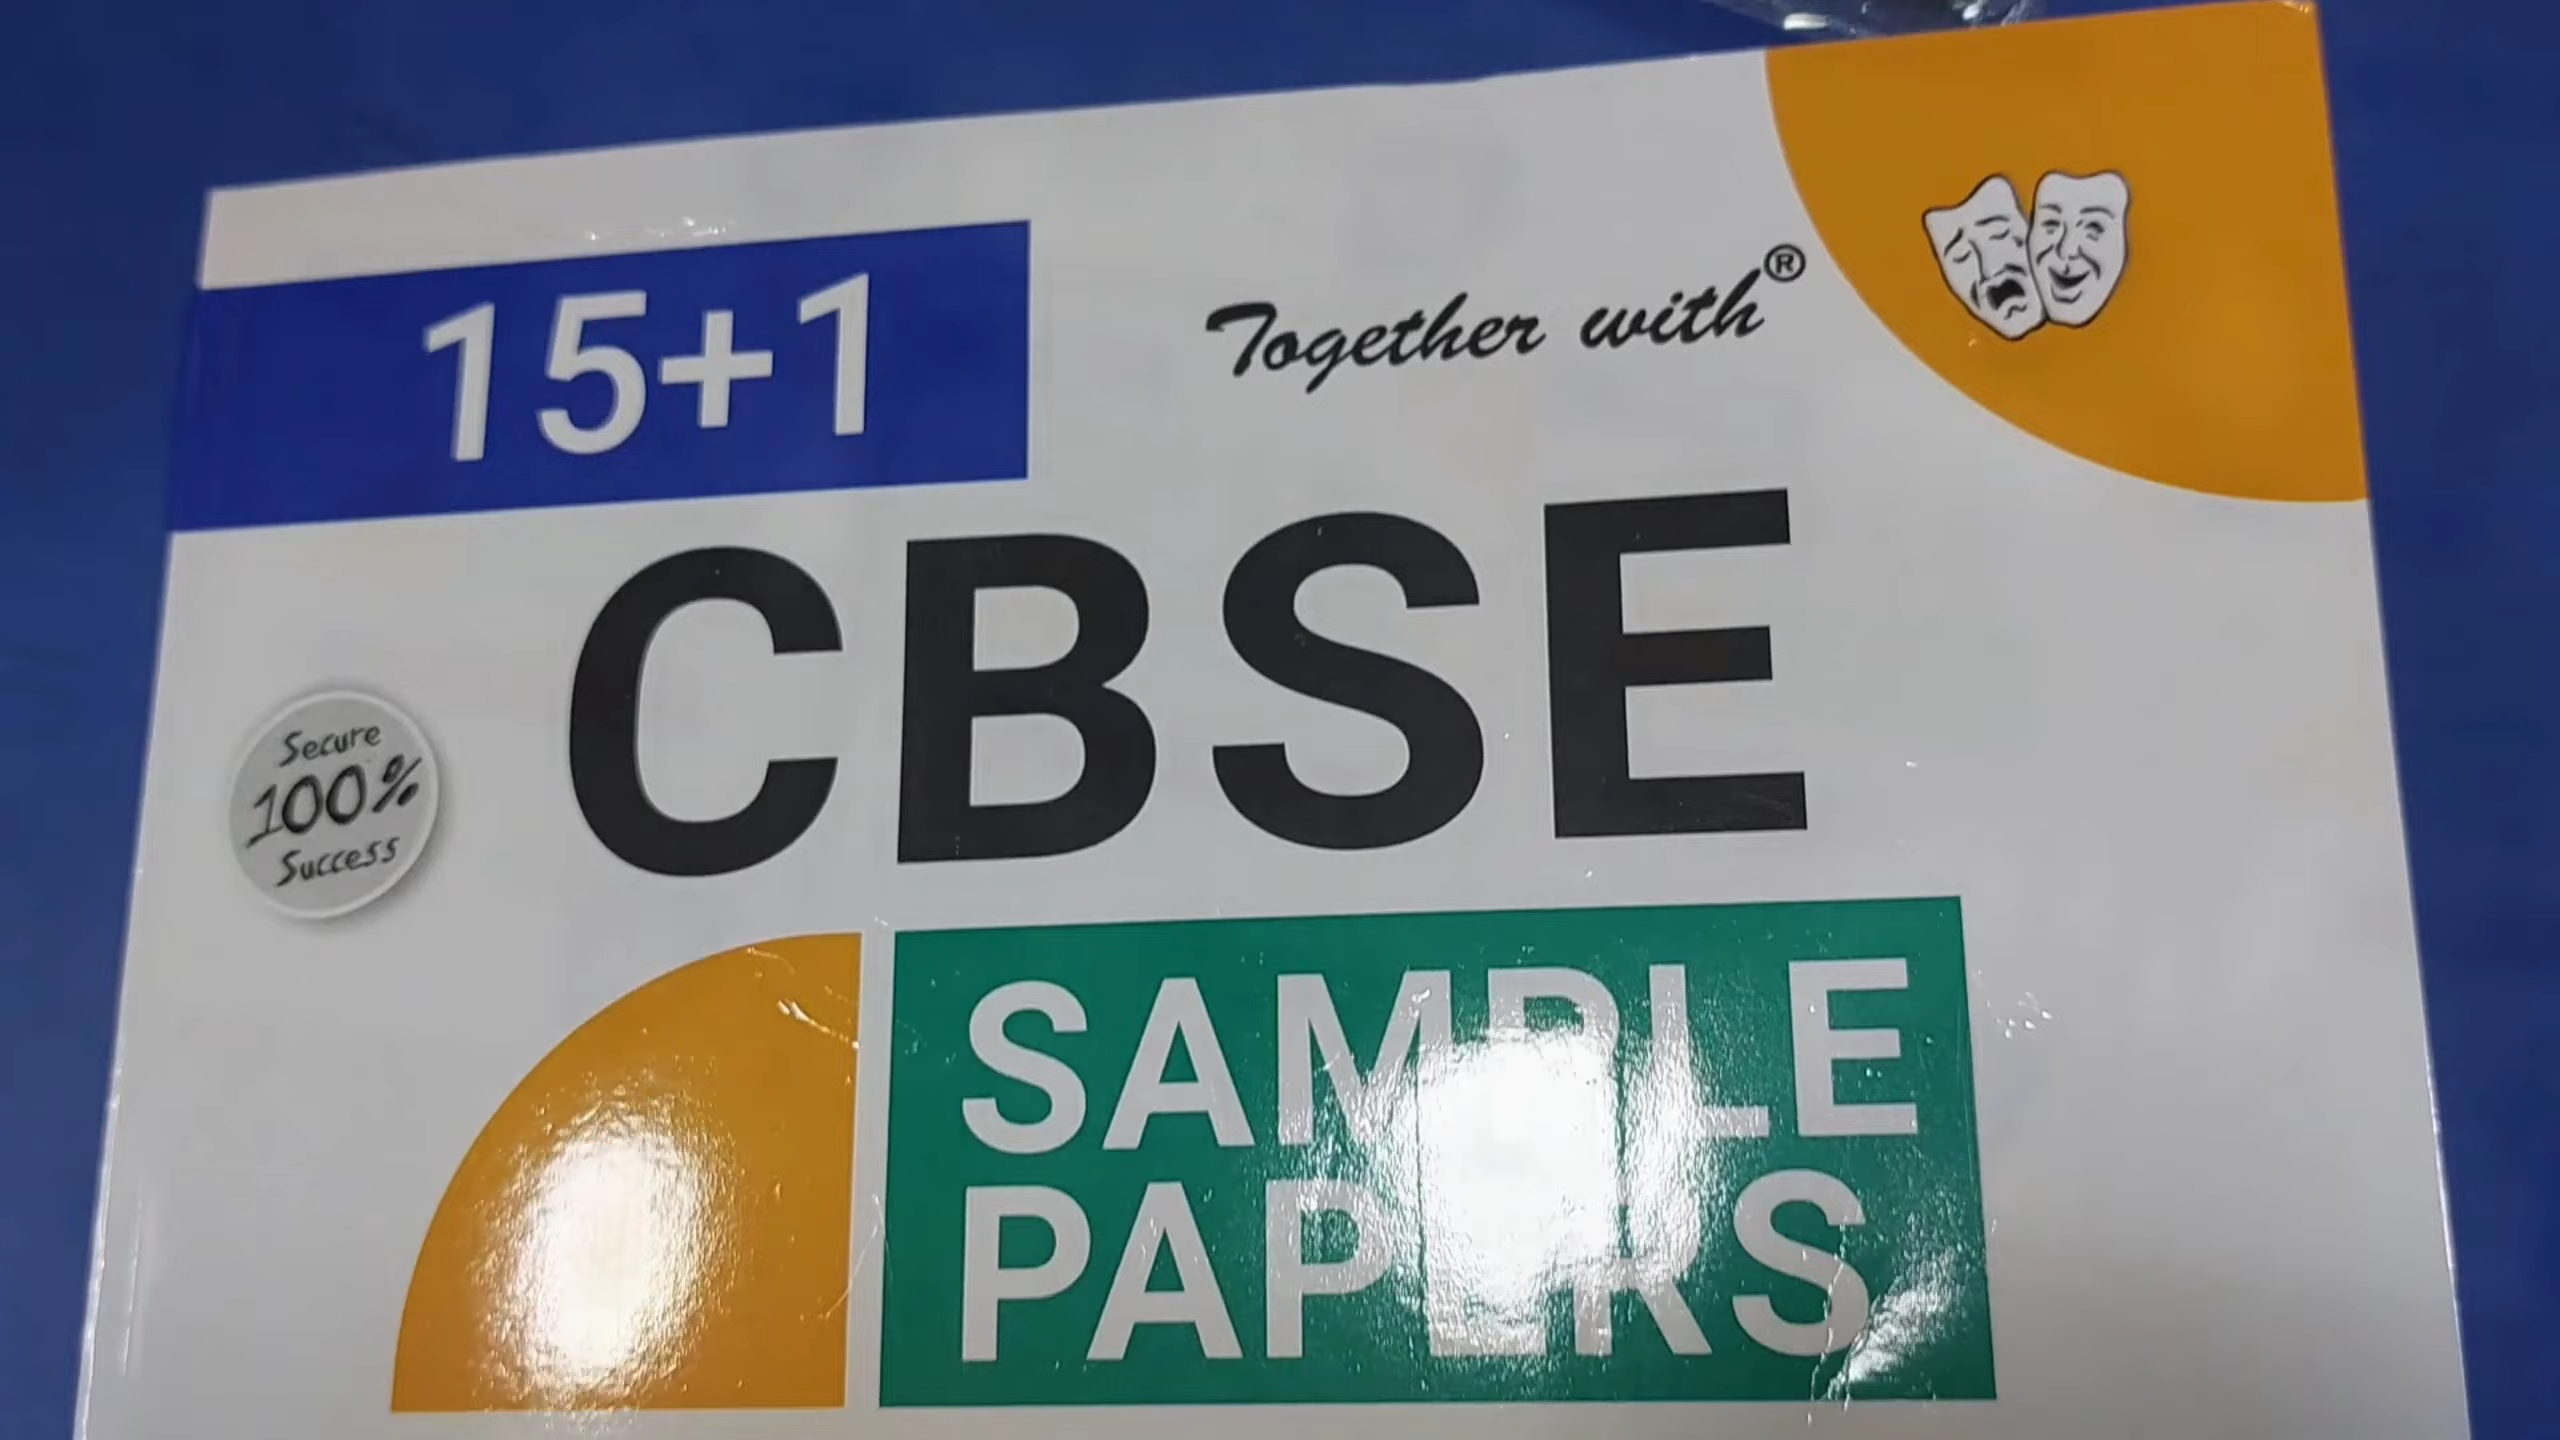 15+1
Together with®
CBSE
Secure
100%
Success
SAMPLE
PAPERS